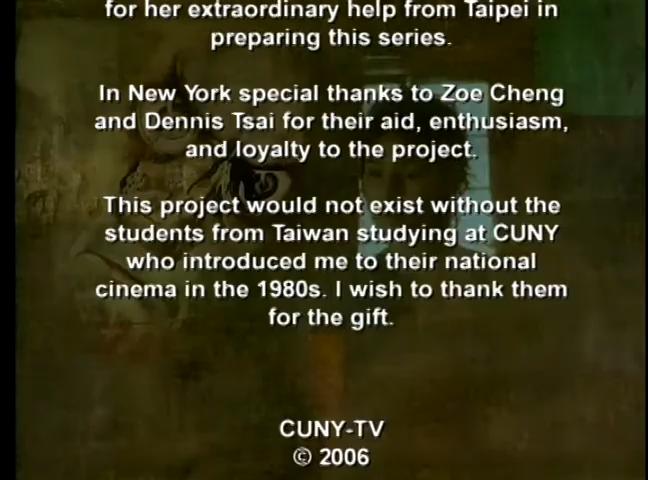 for her extraordinary help from Taipei in
preparing this series.
In New York special thanks to Zoe Cheng
and Dennis Tsai for their aid, enthusiasm,
and loyalty to the project.
This project would not exist without the
students from Taiwan studying at CUNY
who introduced me to their national
cinema in the 1980s. I wish to thank them
for the gift.
CUNY-TV
© 2006